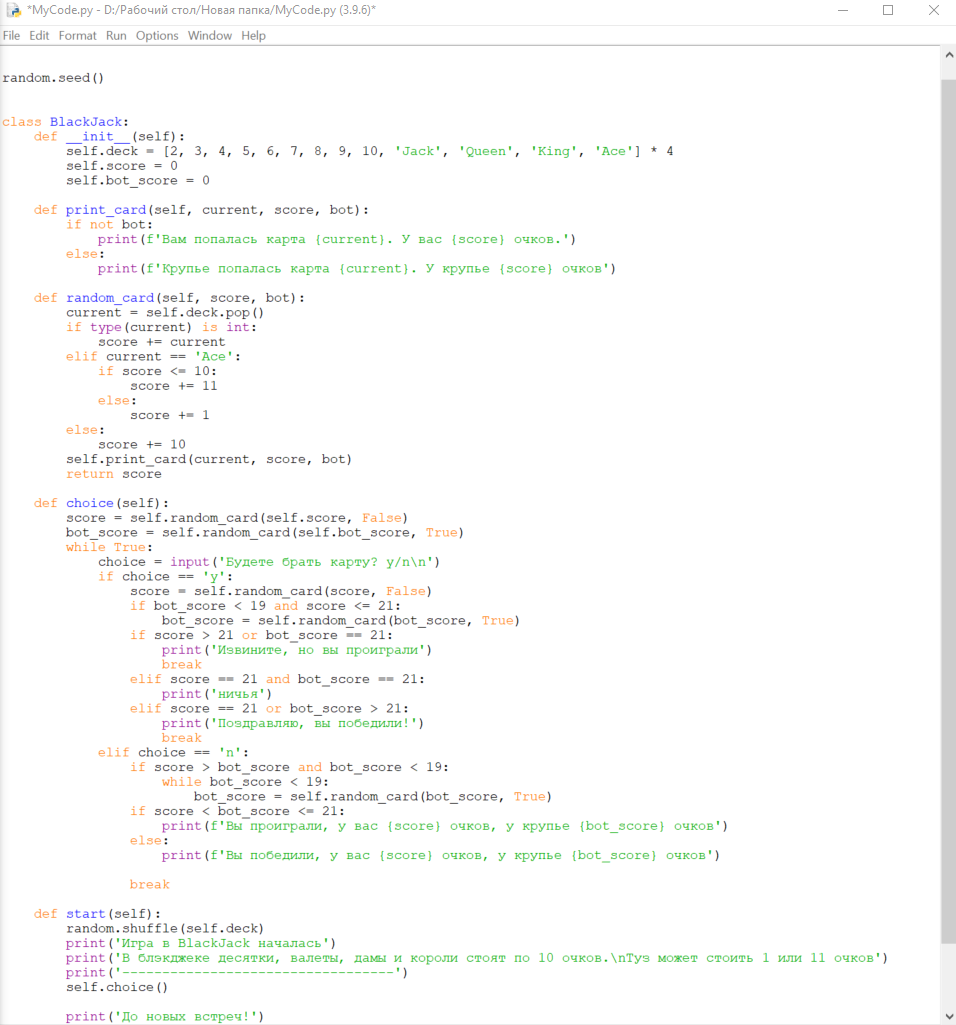 *MyCode.py - D:/Рабочий стол/Новая папка/MyCode.py (3.9.6)*
File Edit Format Run Options Window Help
random.seed()
class BlackJack:
    def __init__(self):
        self.deck = [2, 3, 4, 5, 6, 7, 8, 9, 10, 'Jack', 'Queen', 'King', 'Ace'] * 4
        self.score = 0
        self.bot_score = 0
    def print_card(self, current, score, bot):
        if not bot:
            print(f'Вам попалась карта {current}. У вас {score} очков.')
        else:
            print(f'Крупье попалась карта {current}. У крупье {score} очков')
    def random_card(self, score, bot):
        current = self.deck.pop()
        if type(current) is int:
            score += current
        elif current == 'Ace':
            if score <= 10:
                score += 11
            else:
                score += 1
        else:
            score += 10
        self.print_card(current, score, bot)
        return score
    def choice(self):
        score = self.random_card(self.score, False)
        bot_score = self.random_card(self.bot_score, True)
        while True:
            choice = input('Будете брать карту? y/n\n')
            if choice == 'y':
                score = self.random_card(score, False)
                if bot_score < 19 and score <= 21:
                    bot_score = self.random_card(bot_score, True)
                if score > 21 or bot_score == 21:
                    print('Извините, но вы проиграли')
                    break
                elif score == 21 and bot_score == 21:
                    print('ничья')
                elif score == 21 or bot_score > 21:
                    print('Поздравляю, вы победили!')
                    break
            elif choice == 'n':
                if score > bot_score and bot_score < 19:
                    while bot_score < 19:
                        bot_score = self.random_card(bot_score, True)
                if score < bot_score <= 21:
                    print(f'Вы проиграли, у вас {score} очков, у крупье {bot_score} очков')
                else:
                    print(f'Вы победили, у вас {score} очков, у крупье {bot_score} очков')
                break
    def start(self):
        random.shuffle(self.deck)
        print('Игра в BlackJack началась')
        print('В блэкджеке десятки, валеты, дамы и короли стоят по 10 очков.\nТуз может стоить 1 или 11 очков')
        print('----------------------------------')
        self.choice()
        print('До новых встреч!')